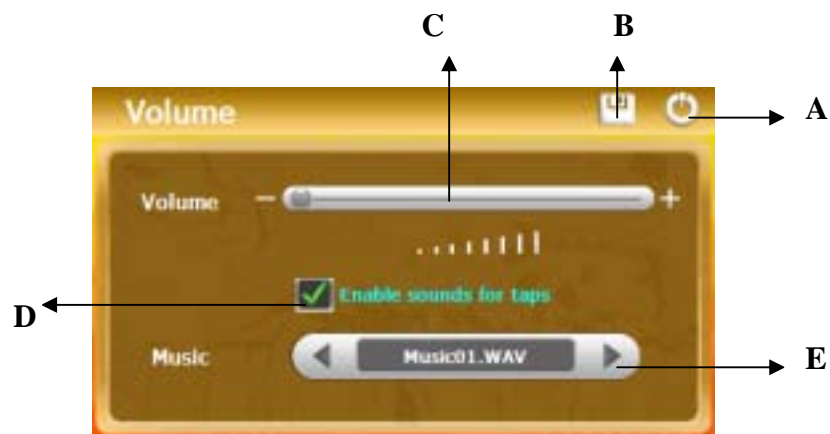 C B
Volume A
Volume − +
D Enable sounds for taps
Music Music01.WAV E